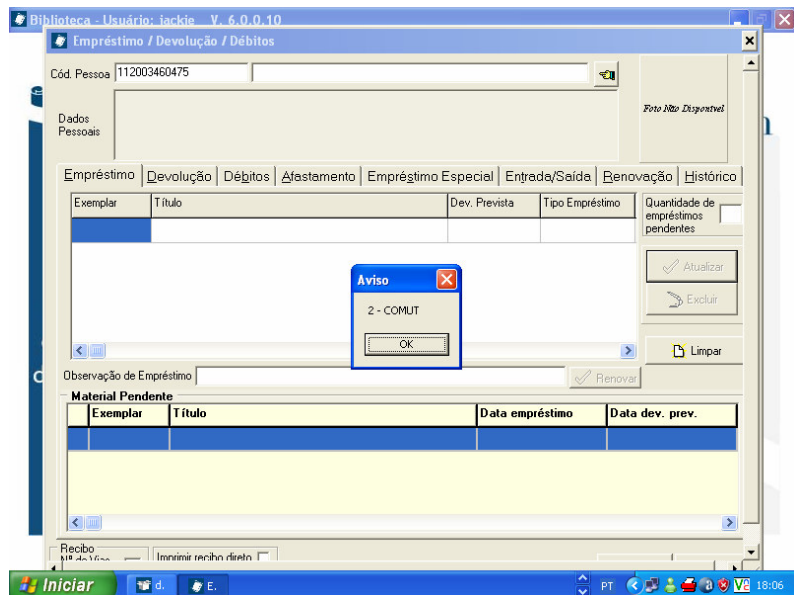 Biblioteca - Usuário: jackie V. 6.0.0.10
Empréstimo / Devolução / Débitos
Cód. Pessoa 112003460475
Foto Não Disponível
Dados
Pessoais
Empréstimo Devolução Débitos Afastamento Empréstimo Especial Entrada/Saída Renovação Histórico
Exemplar Título Dev. Prevista Tipo Empréstimo
Quantidade de
empréstimos
pendentes
Atualizar
Aviso
2 - COMUT
OK
Excluir
Limpar
Observação de Empréstimo
Renovar
Material Pendente
Exemplar Título Data empréstimo Data dev. prev.
Recibo
Imprimir recibo direto
Iniciar d. E. PT 18:06